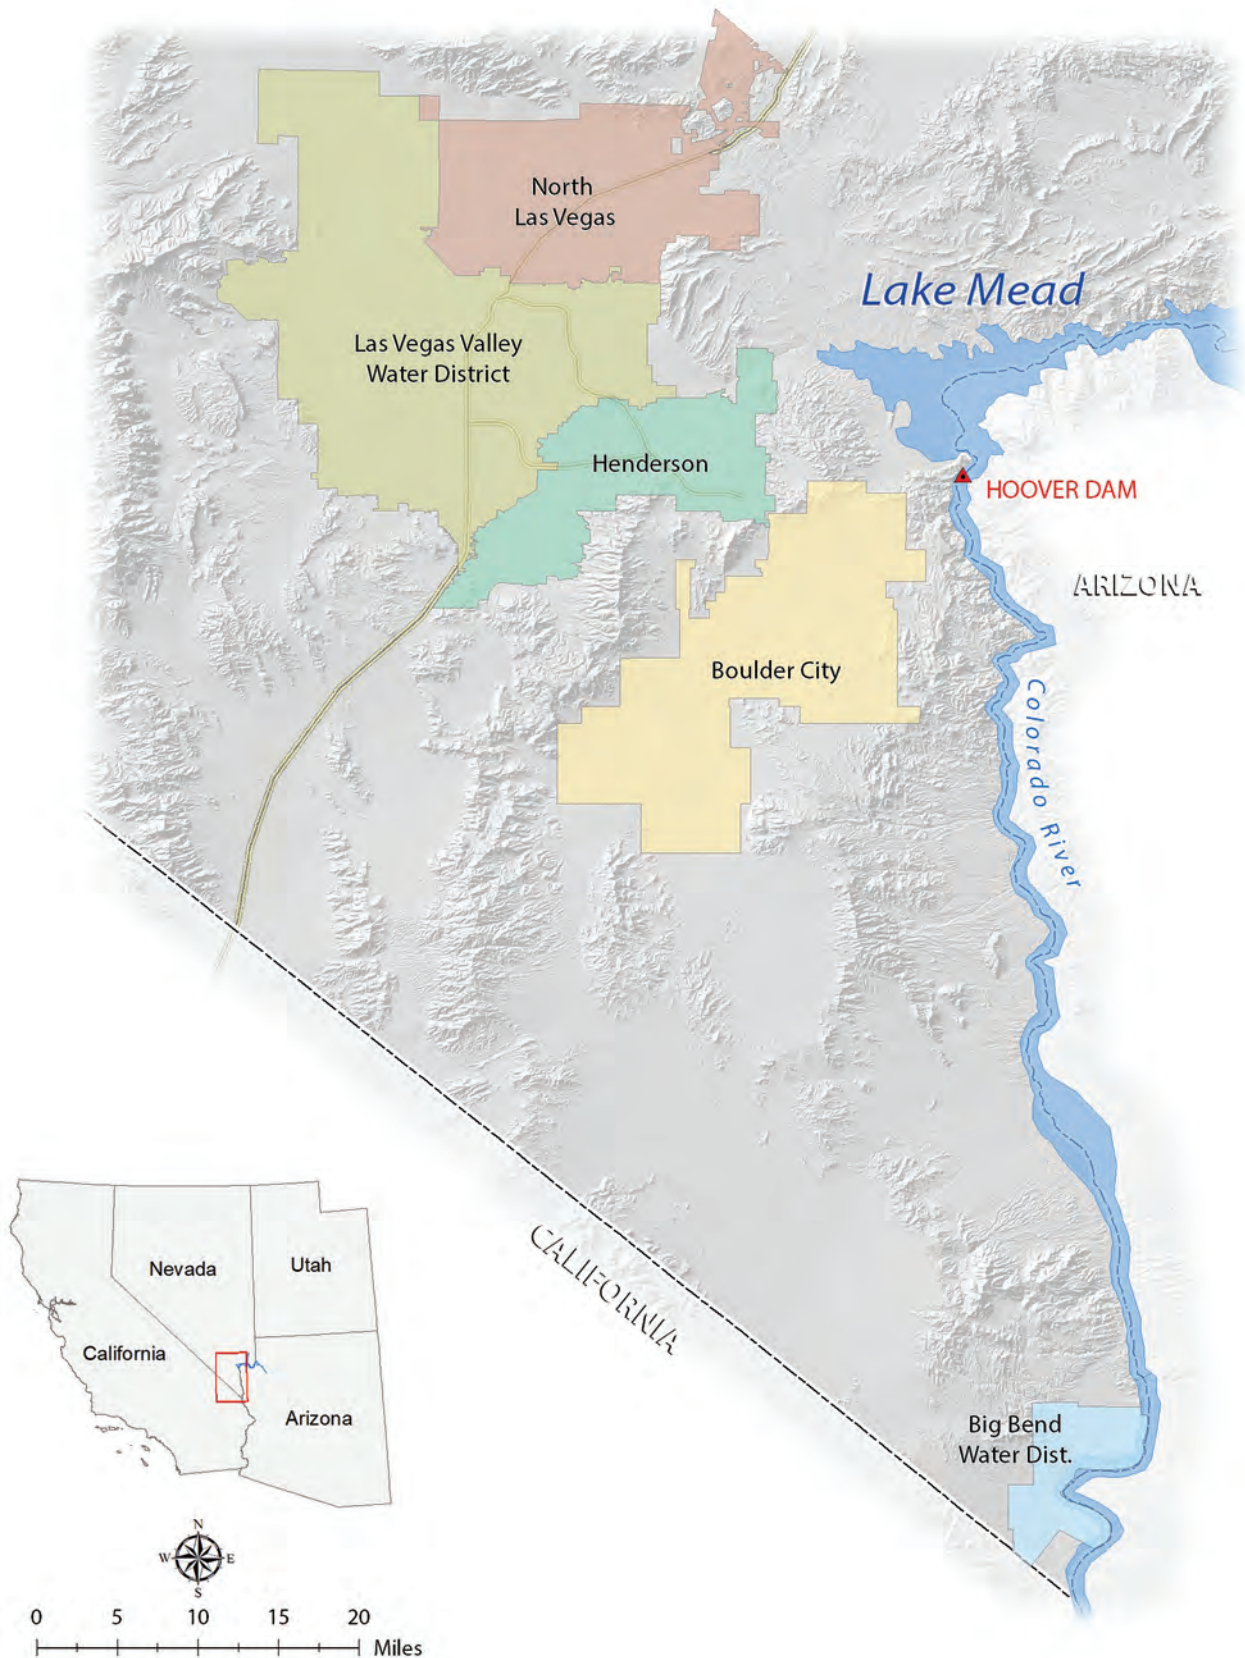 North
Las Vegas
Lake Mead
Las Vegas Valley
Water District
Henderson
HOOVER DAM
ARIZONA
Boulder City
Colorado River
CALIFORNIA
Nevada
Utah
California
Arizona
Big Bend
Water Dist.
N
W E
S
0 5 10 15 20
Miles